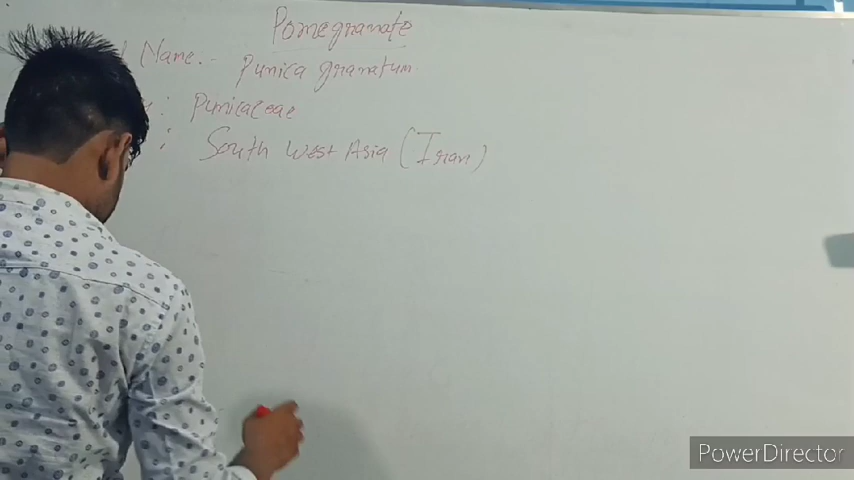 Pomegranate
Name:-
Punica granatum.
: Punicaceae
: South West Asia (Iran)
PowerDirector